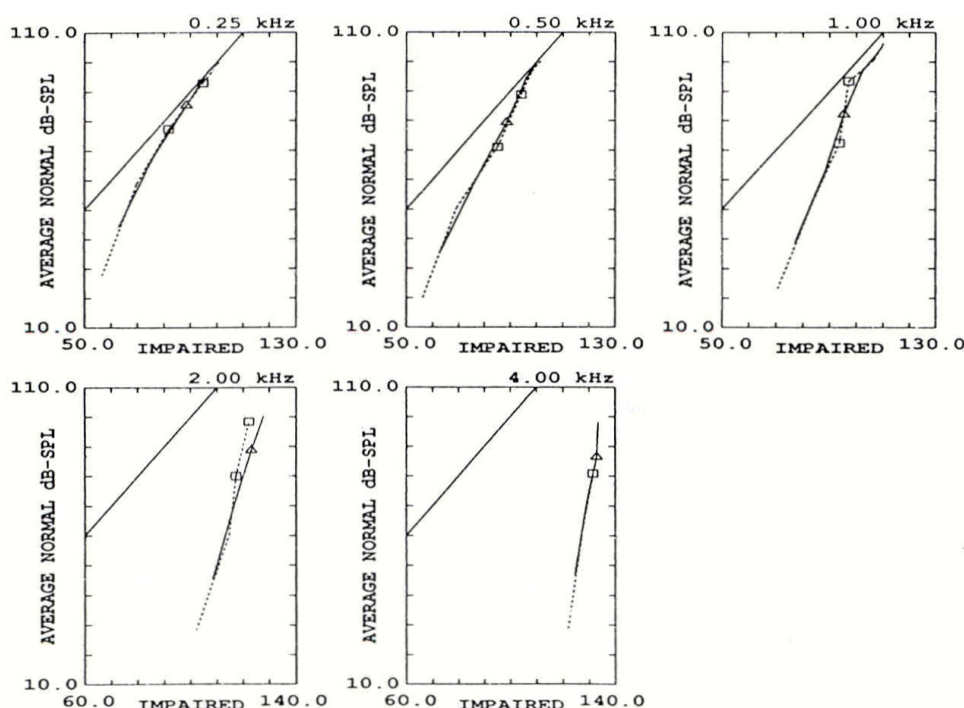 0.25 kHz
110.0
AVERAGE NORMAL dB-SPL
10.0
50.0 IMPAIRED 130.0
0.50 kHz
110.0
AVERAGE NORMAL dB-SPL
10.0
50.0 IMPAIRED 130.0
1.00 kHz
110.0
AVERAGE NORMAL dB-SPL
10.0
50.0 IMPAIRED 130.0
2.00 kHz
110.0
AVERAGE NORMAL dB-SPL
10.0
60.0 IMPAIRED 140.0
4.00 kHz
110.0
AVERAGE NORMAL dB-SPL
10.0
60.0 IMPAIRED 140.0